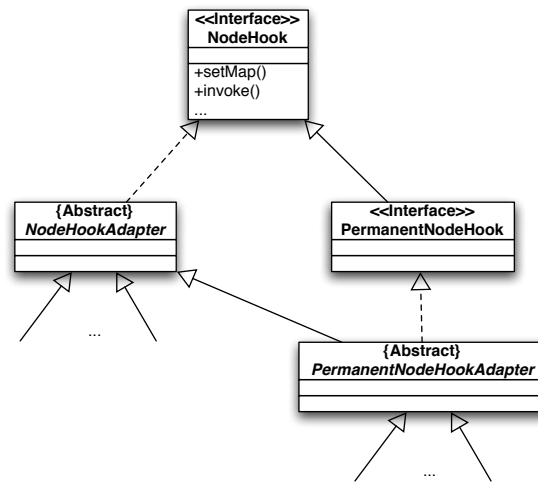 <<Interface>>
NodeHook
+setMap()
+invoke()
...
{Abstract}
NodeHookAdapter
<<Interface>>
PermanentNodeHook
...
{Abstract}
PermanentNodeHookAdapter
...